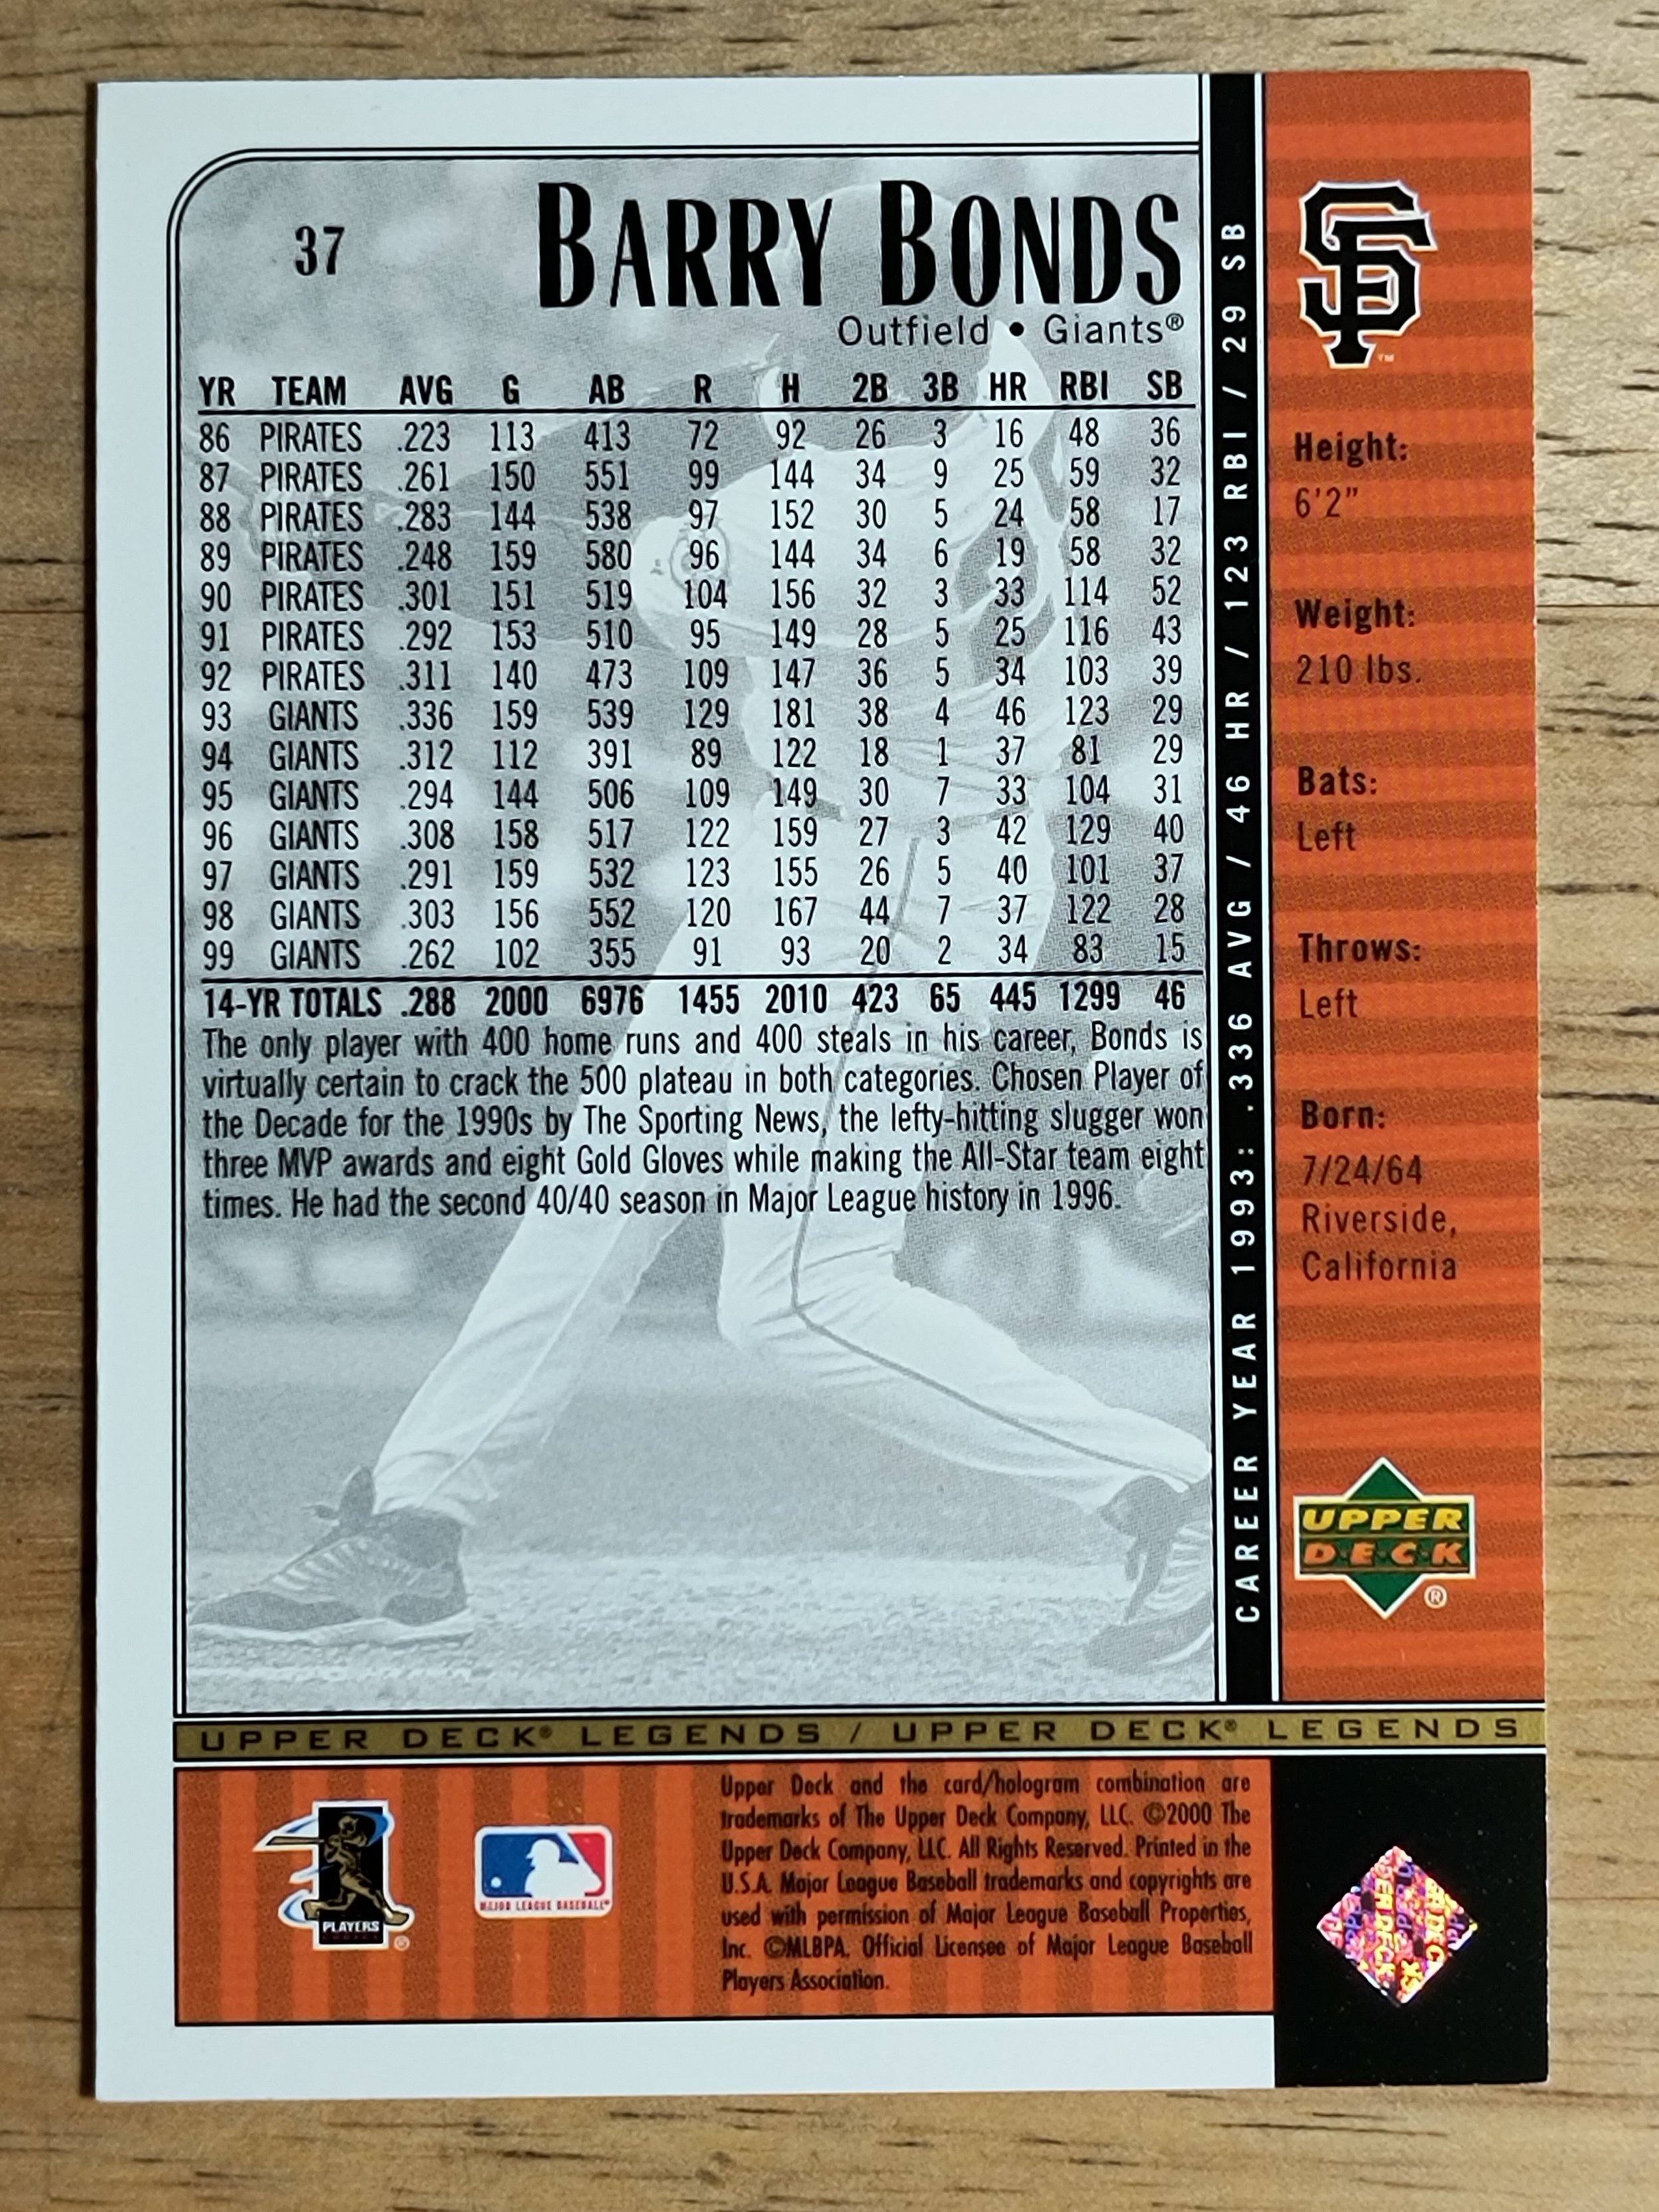 37
BARRY BONDS
Outfield • Giants®
YR TEAM AVG G AB R H 2B 3B HR RBI SB
86 PIRATES .223 113 413 72 92 26 3 16 48 36
87 PIRATES .261 150 551 99 144 34 9 25 59 32
88 PIRATES .283 144 538 97 152 30 5 24 58 17
89 PIRATES .248 159 580 96 144 34 6 19 58 32
90 PIRATES .301 151 519 104 156 32 3 33 114 52
91 PIRATES .292 153 510 95 149 28 5 25 116 43
92 PIRATES .311 140 473 109 147 36 5 34 103 39
93 GIANTS .336 159 539 129 181 38 4 46 123 29
94 GIANTS .312 112 391 89 122 18 1 37 81 29
95 GIANTS .294 144 506 109 149 30 7 33 104 31
96 GIANTS .308 158 517 122 159 27 3 42 129 40
97 GIANTS .291 159 532 123 155 26 5 40 101 37
98 GIANTS .303 156 552 120 167 44 7 37 122 28
99 GIANTS .262 102 355 91 93 20 2 34 83 15
14-YR TOTALS .288 2000 6976 1455 2010 423 65 445 1299 46
The only player with 400 home runs and 400 steals in his career, Bonds is
virtually certain to crack the 500 plateau in both categories. Chosen Player of
the Decade for the 1990s by The Sporting News, the lefty-hitting slugger won
three MVP awards and eight Gold Gloves while making the All-Star team eight
times. He had the second 40/40 season in Major League history in 1996.
CAREER YEAR 1993: .336 AVG / 46 HR / 123 RBI / 29 SB
SF™
Height:
6'2"
Weight:
210 lbs.
Bats:
Left
Throws:
Left
Born:
7/24/64
Riverside,
California
UPPER
DECK
®
UPPER DECK® LEGENDS / UPPER DECK® LEGENDS
PLAYERS
CHOICE
®
MAJOR LEAGUE BASEBALL®
Upper Deck and the card/hologram combination are
trademarks of The Upper Deck Company, LLC. ©2000 The
Upper Deck Company, LLC. All Rights Reserved. Printed in the
U.S.A. Major League Baseball trademarks and copyrights are
used with permission of Major League Baseball Properties,
Inc. ©MLBPA. Official Licensee of Major League Baseball
Players Association.